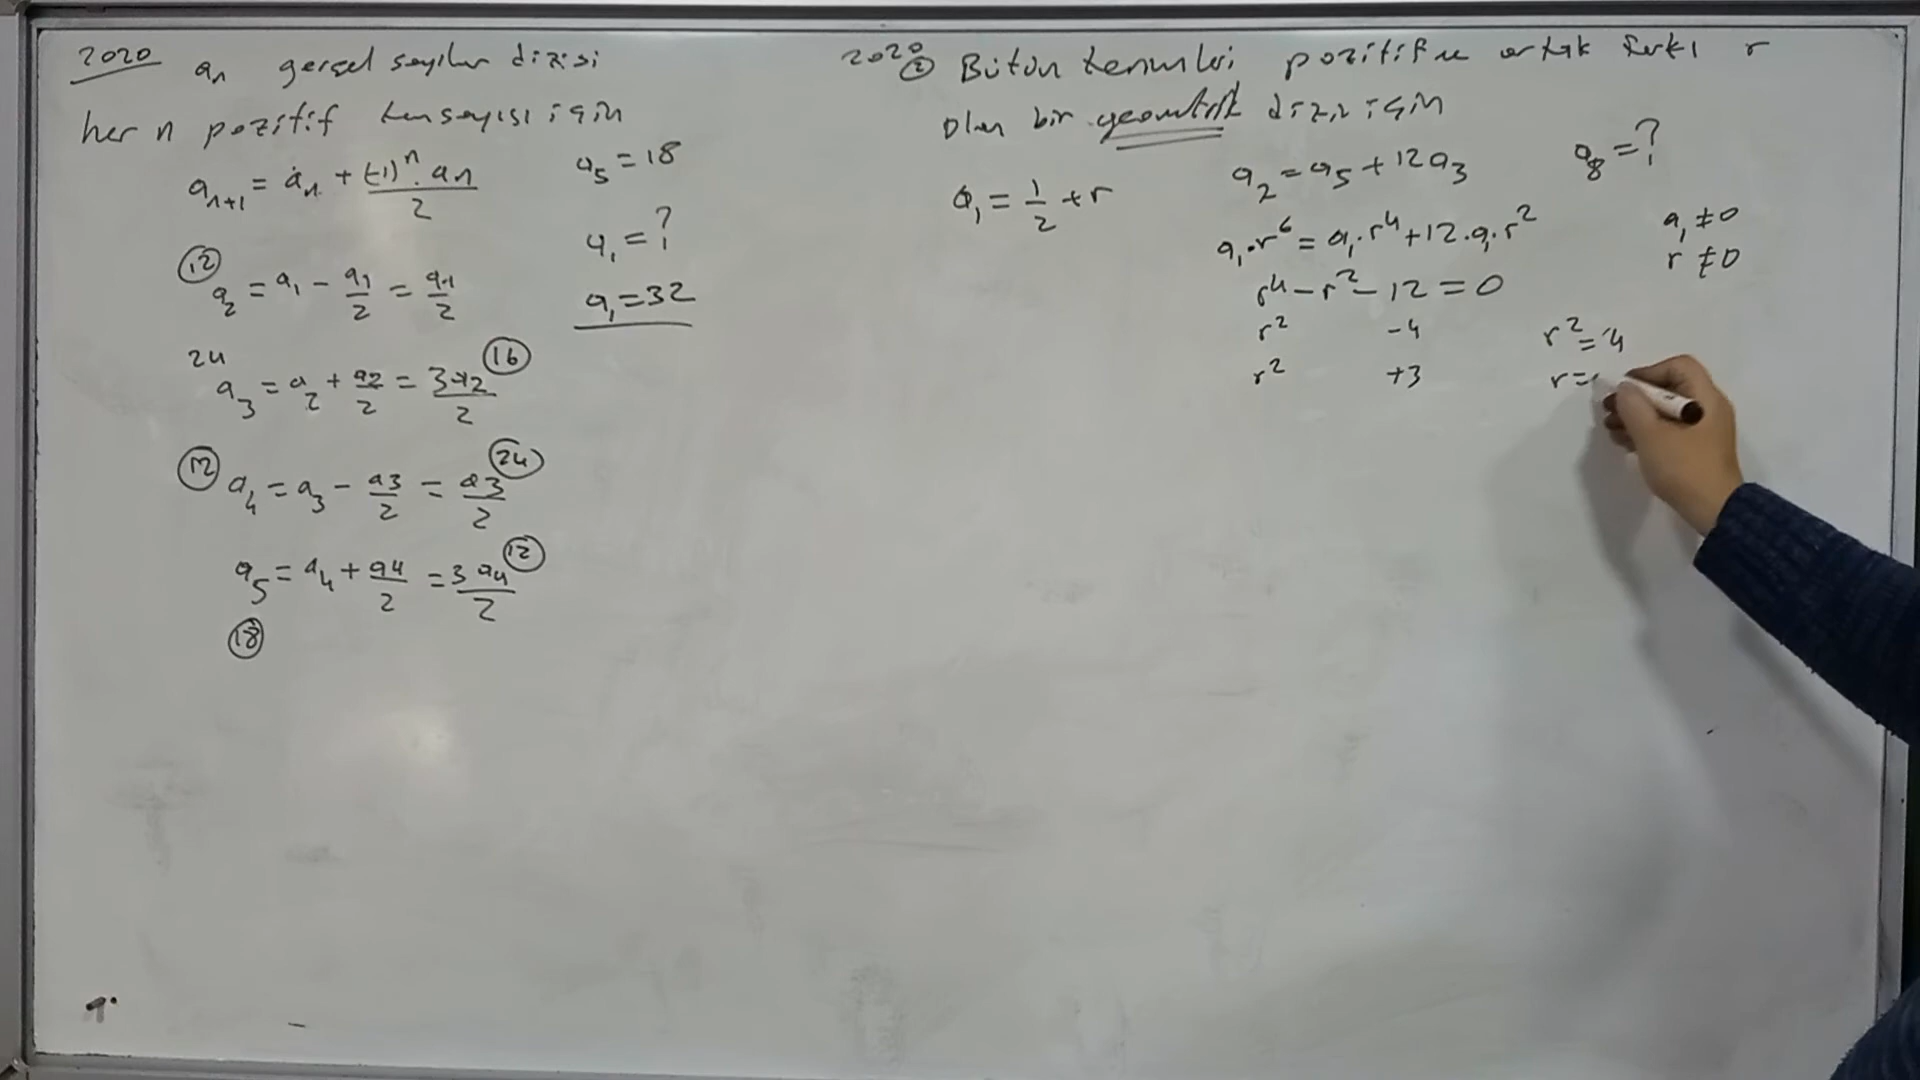 2020 aₙ gerçel sayılar dizisi
her n pozitif tamsayısı için
aₙ₊₁ = aₙ + (-1)ⁿ · aₙ / 2
a₅ = 18
a₁ = ?
a₁ = 32
(12) a₂ = a₁ - a₁/2 = a₁/2
24 a₃ = a₂ + a₂/2 = 3a₂/2 (16)
(12) a₄ = a₃ - a₃/2 = a₃/2 (24)
a₅ = a₄ + a₄/2 = 3a₄/2 (12)
(18)
2020 (2) Bütün terimleri pozitif ve ortak farkı r
olan bir geometrik dizi için
a₁ = 1/2 + r
a₂ = a₅ + 12a₃
a₈ = ?
a₁·r⁶ = a₁·r⁴ + 12·a₁·r²
a₁ ≠ 0
r ≠ 0
r⁴ - r² - 12 = 0
r² -4
r² +3
r² = 4
r =